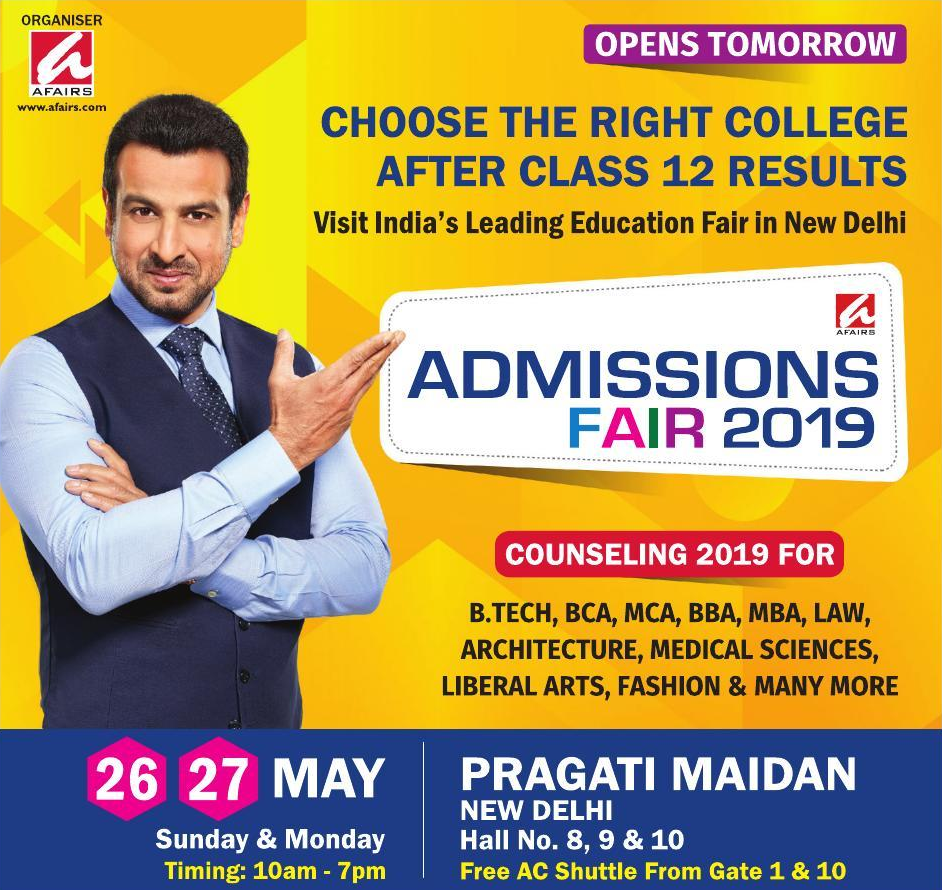 ORGANISER
a
AFAIRS
www.afairs.com
OPENS TOMORROW
CHOOSE THE RIGHT COLLEGE
AFTER CLASS 12 RESULTS
Visit India's Leading Education Fair in New Delhi
a
AFAIRS
ADMISSIONS
FAIR 2019
COUNSELING 2019 FOR
B.TECH, BCA, MCA, BBA, MBA, LAW,
ARCHITECTURE, MEDICAL SCIENCES,
LIBERAL ARTS, FASHION & MANY MORE
26 27 MAY
Sunday & Monday
Timing: 10am - 7pm
PRAGATI MAIDAN
NEW DELHI
Hall No. 8, 9 & 10
Free AC Shuttle From Gate 1 & 10